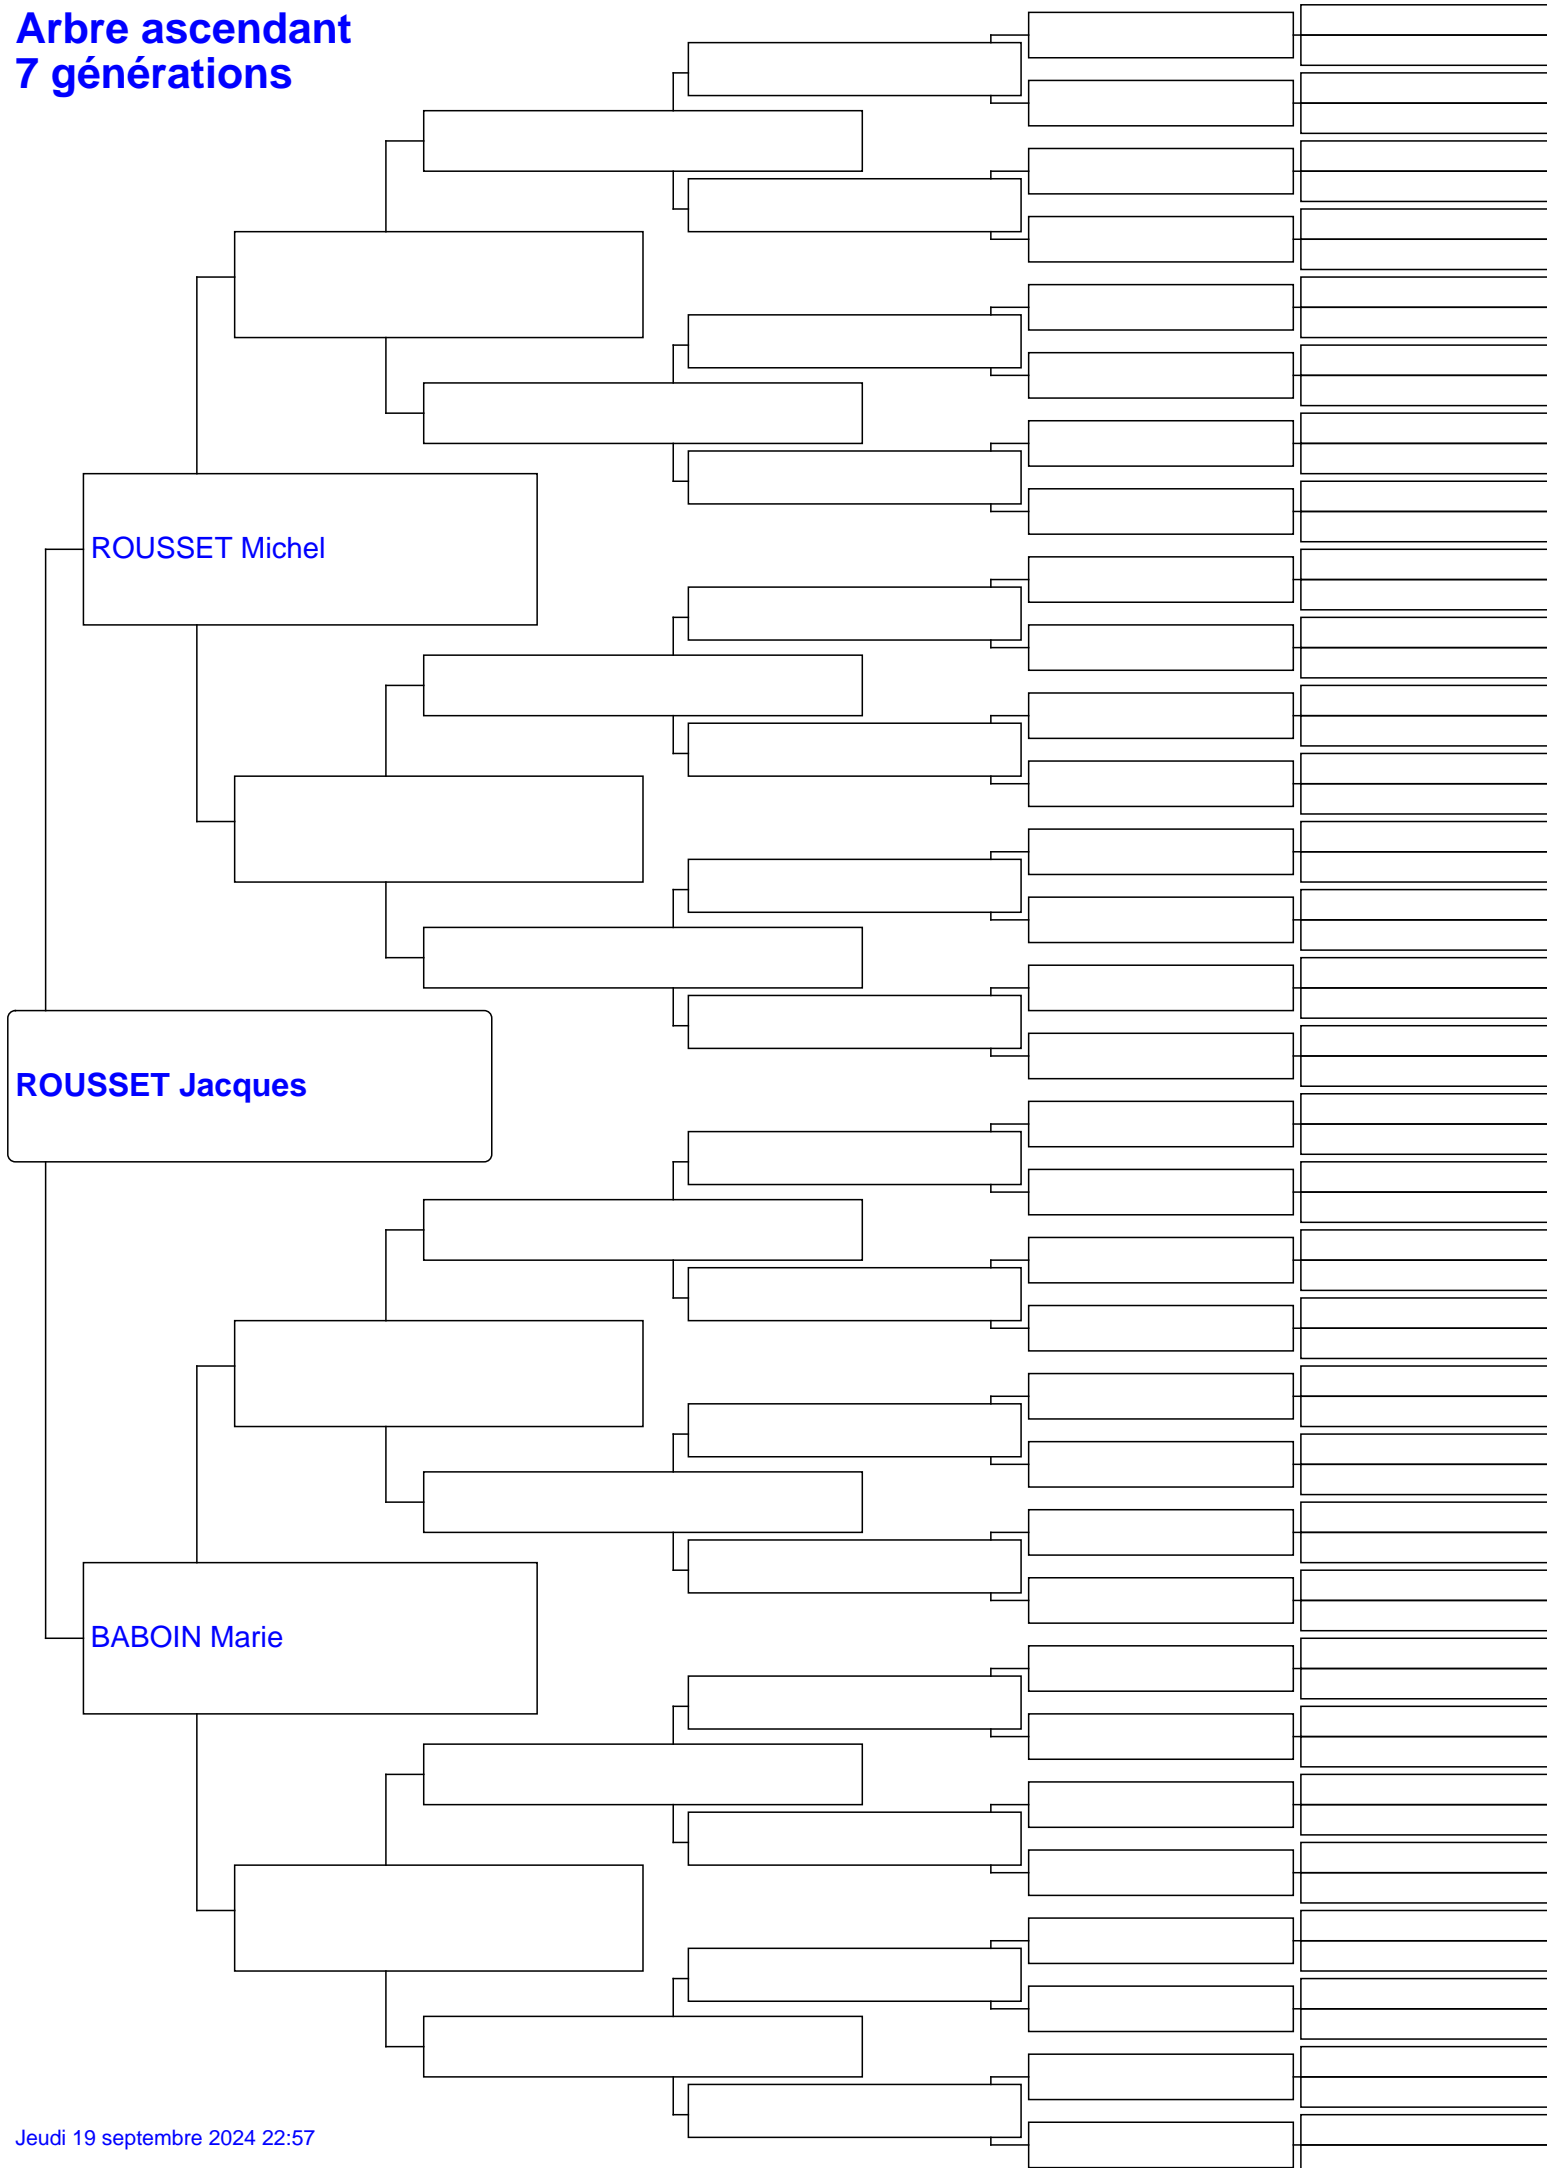 Arbre ascendant
7 générations
ROUSSET Michel
ROUSSET Jacques
BABOIN Marie
Jeudi 19 septembre 2024 22:57